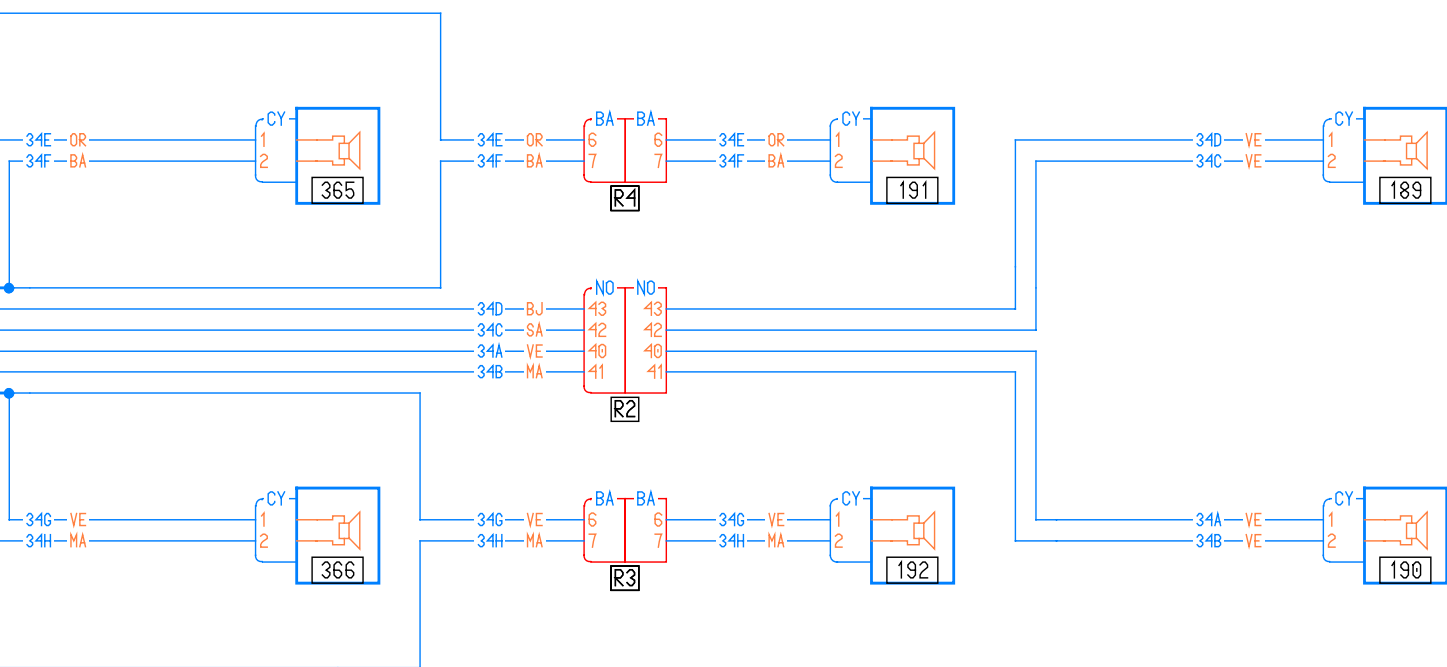 CY BA BA CY CY
34E OR 1 34E OR 6 6 34E OR 1 34D VE 1
34F BA 2 34F BA 7 7 34F BA 2 34C VE 2
365 R4 191 189
NO NO
34D BJ 43 43
34C SA 42 42
34A VE 40 40
34B MA 41 41
R2
CY BA BA CY CY
34G VE 1 34G VE 6 6 34G VE 1 34A VE 1
34H MA 2 34H MA 7 7 34H MA 2 34B VE 2
366 R3 192 190